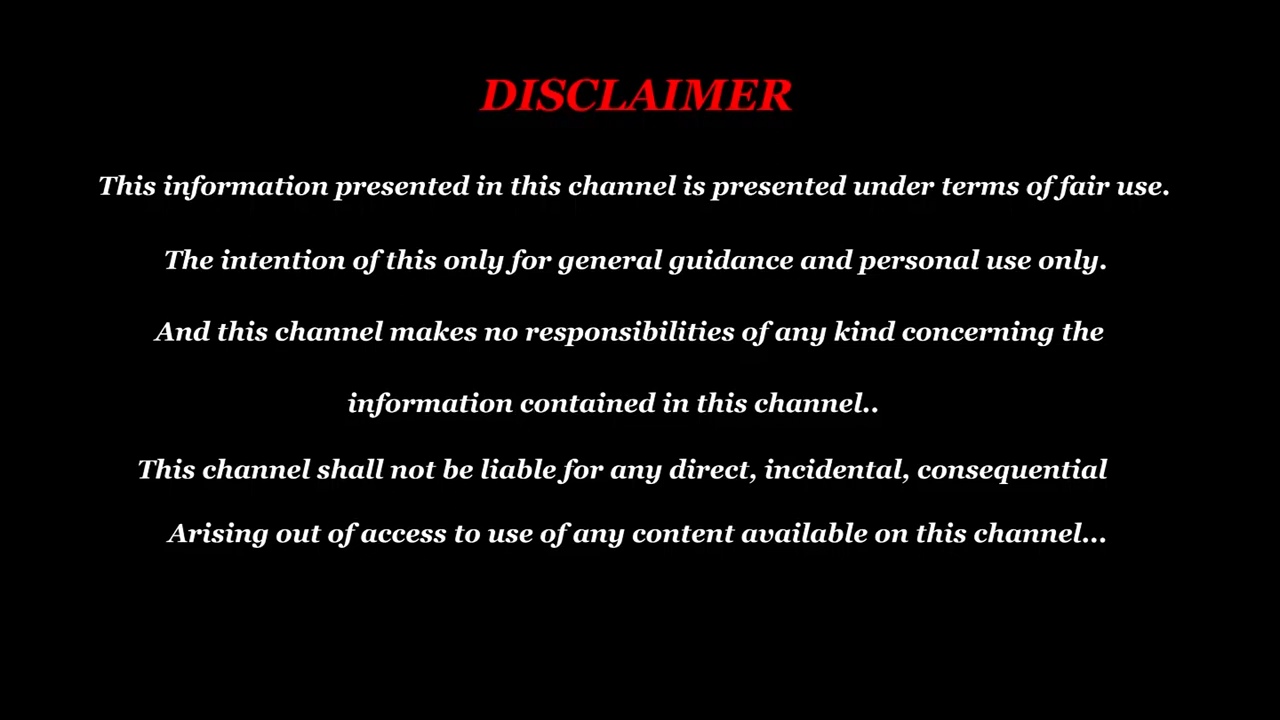 DISCLAIMER
This information presented in this channel is presented under terms of fair use.
The intention of this only for general guidance and personal use only.
And this channel makes no responsibilities of any kind concerning the
information contained in this channel..
This channel shall not be liable for any direct, incidental, consequential
Arising out of access to use of any content available on this channel...